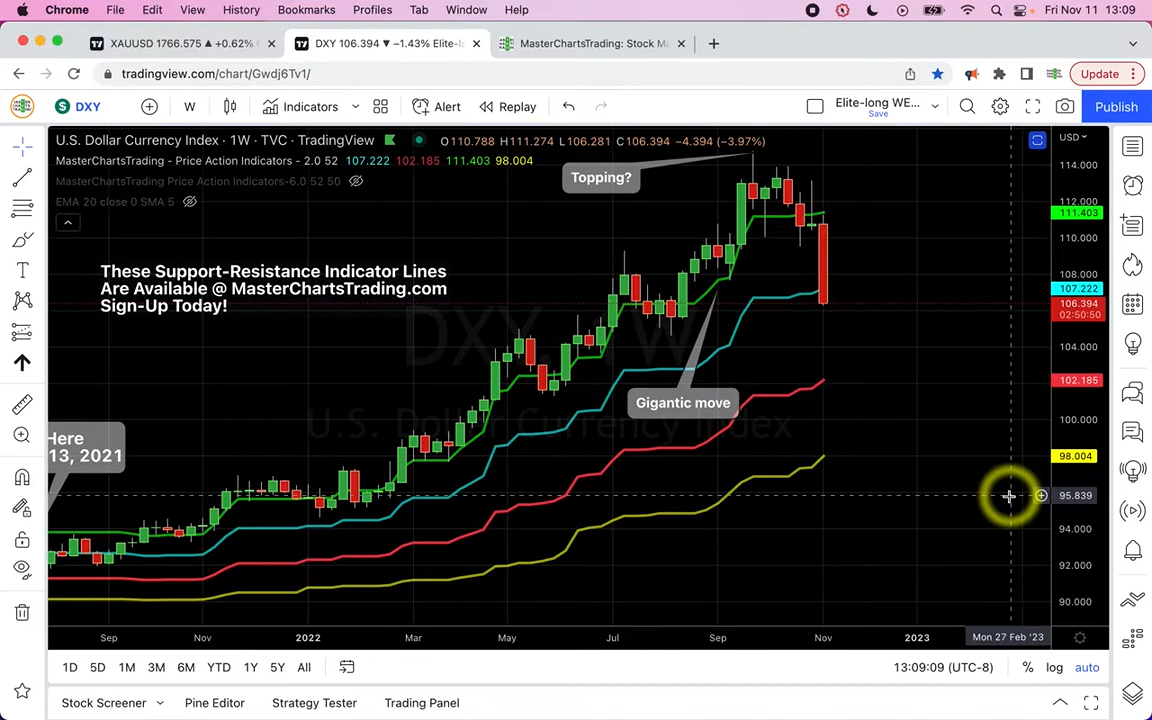 Chrome File Edit View History Bookmarks Profiles Tab Window Help Fri Nov 11 13:09
XAUUSD 1766.575 ▲ +0.62% C
DXY 106.394 ▼ −1.43% Elite-lo
MasterChartsTrading: Stock Ma
tradingview.com/chart/Gwdj6Tv1/
Update
DXY W Indicators Alert Replay Elite-long WE... Publish
Save
U.S. Dollar Currency Index · 1W · TVC · TradingView O110.788 H111.274 L106.281 C106.394 −4.394 (−3.97%)
MasterChartsTrading - Price Action Indicators - 2.0 52 107.222 102.185 111.403 98.004
MasterChartsTrading Price Action Indicators-6.0 52 50
EMA 20 close 0 SMA 5
Topping?
These Support-Resistance Indicator Lines
Are Available @ MasterChartsTrading.com
Sign-Up Today!
Gigantic move
Here
13, 2021
DXY, 1W
U.S. Dollar Currency Index
USD
114.000
112.000
111.403
110.000
108.000
107.222
106.394
02:50:50
104.000
102.185
100.000
98.004
95.839
94.000
92.000
90.000
Sep Nov 2022 Mar May Jul Sep Nov 2023 Mon 27 Feb '23
1D 5D 1M 3M 6M YTD 1Y 5Y All 13:09:09 (UTC-8) % log auto
Stock Screener Pine Editor Strategy Tester Trading Panel